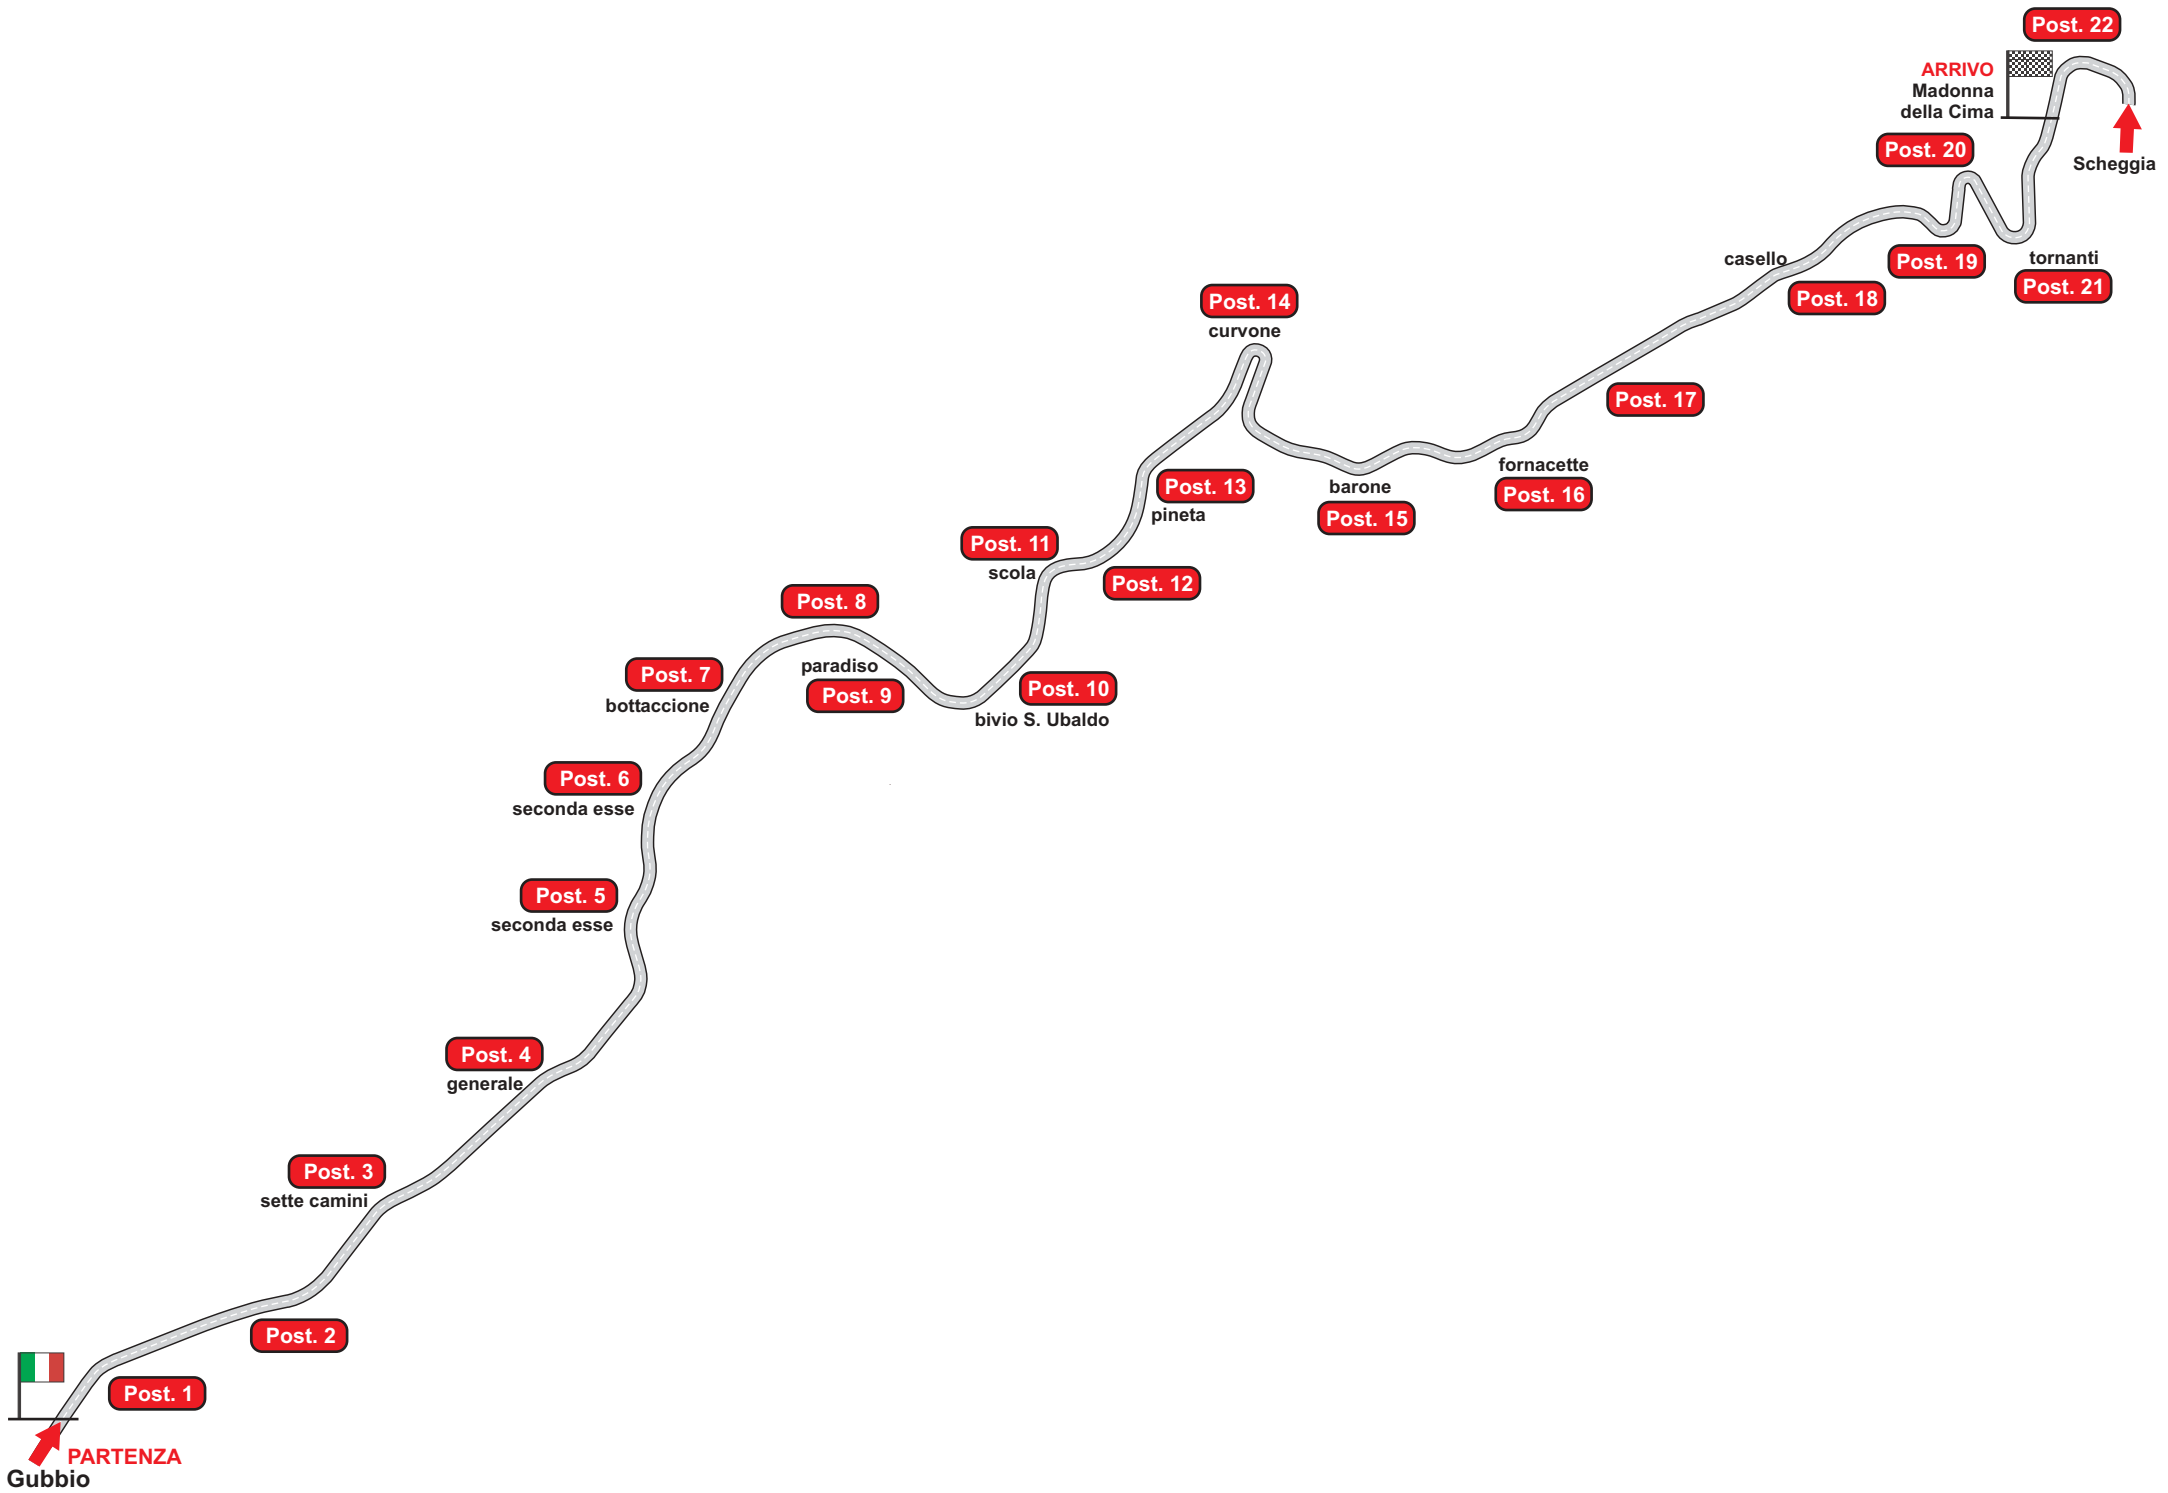 Post. 22
ARRIVO
Madonna
della Cima
Scheggia
Post. 20
casello
Post. 19
tornanti
Post. 21
Post. 18
Post. 14
curvone
Post. 17
fornacette
Post. 16
barone
Post. 15
Post. 13
pineta
Post. 11
scola
Post. 12
Post. 8
paradiso
Post. 9
Post. 7
bottaccione
Post. 10
bivio S. Ubaldo
Post. 6
seconda esse
Post. 5
seconda esse
Post. 4
generale
Post. 3
sette camini
Post. 2
Post. 1
PARTENZA
Gubbio